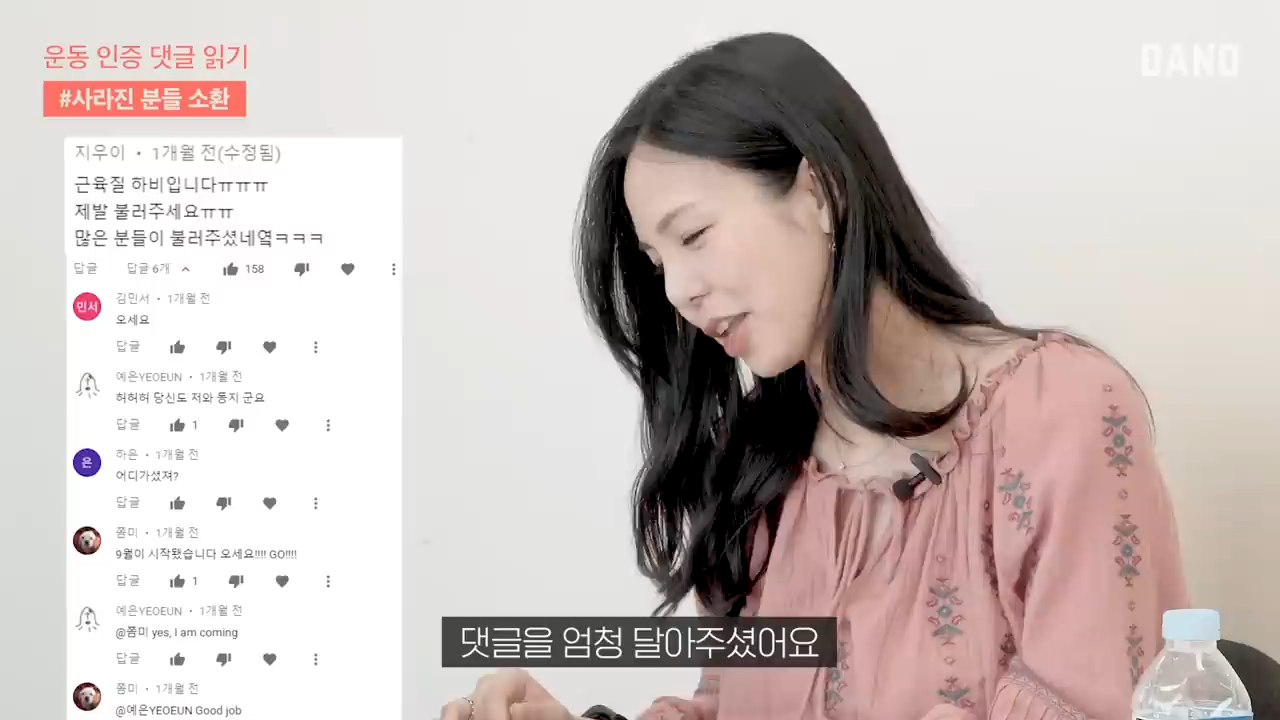 운동 인증 댓글 읽기
#사라진 분들 소환
DANO
지우이 • 1개월 전(수정됨)
근육질 하비입니다ㅠㅠㅠ
제발 불러주세요ㅠㅠ
많은 분들이 불러주셨네옄ㅋㅋㅋ
답글 답글 6개 158
민서
김민서 • 1개월 전
오세요
답글
예은YEOEUN • 1개월 전
허허허 당신도 저와 동지 군요
답글 1
은
하은 • 1개월 전
어디가셨져?
답글
쫌미 • 1개월 전
9월이 시작됐습니다 오세요!!!! GO!!!!
답글 1
예은YEOEUN • 1개월 전
@쫌미 yes, I am coming
답글
쫌미 • 1개월 전
@예은YEOEUN Good job
댓글을 엄청 달아주셨어요